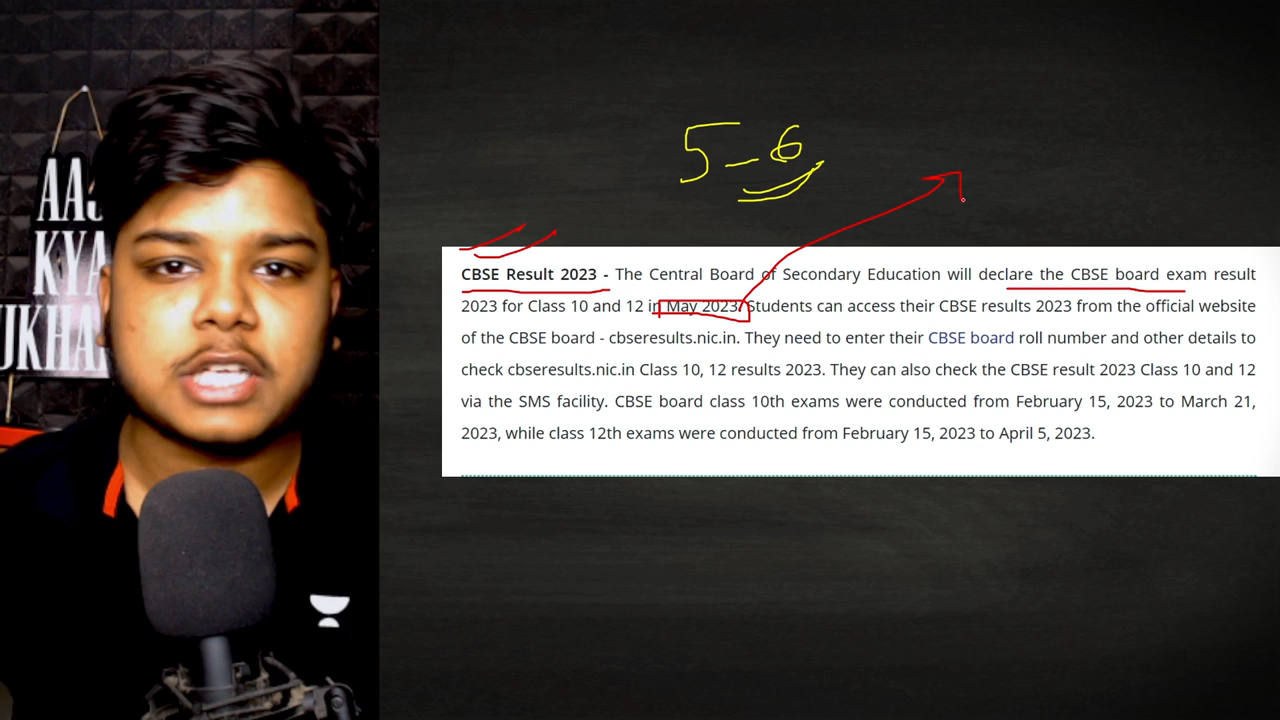 AAJ
KYA
UKHA
5-6
CBSE Result 2023 - The Central Board of Secondary Education will declare the CBSE board exam result
2023 for Class 10 and 12 in May 2023. Students can access their CBSE results 2023 from the official website
of the CBSE board - cbseresults.nic.in. They need to enter their CBSE board roll number and other details to
check cbseresults.nic.in Class 10, 12 results 2023. They can also check the CBSE result 2023 Class 10 and 12
via the SMS facility. CBSE board class 10th exams were conducted from February 15, 2023 to March 21,
2023, while class 12th exams were conducted from February 15, 2023 to April 5, 2023.